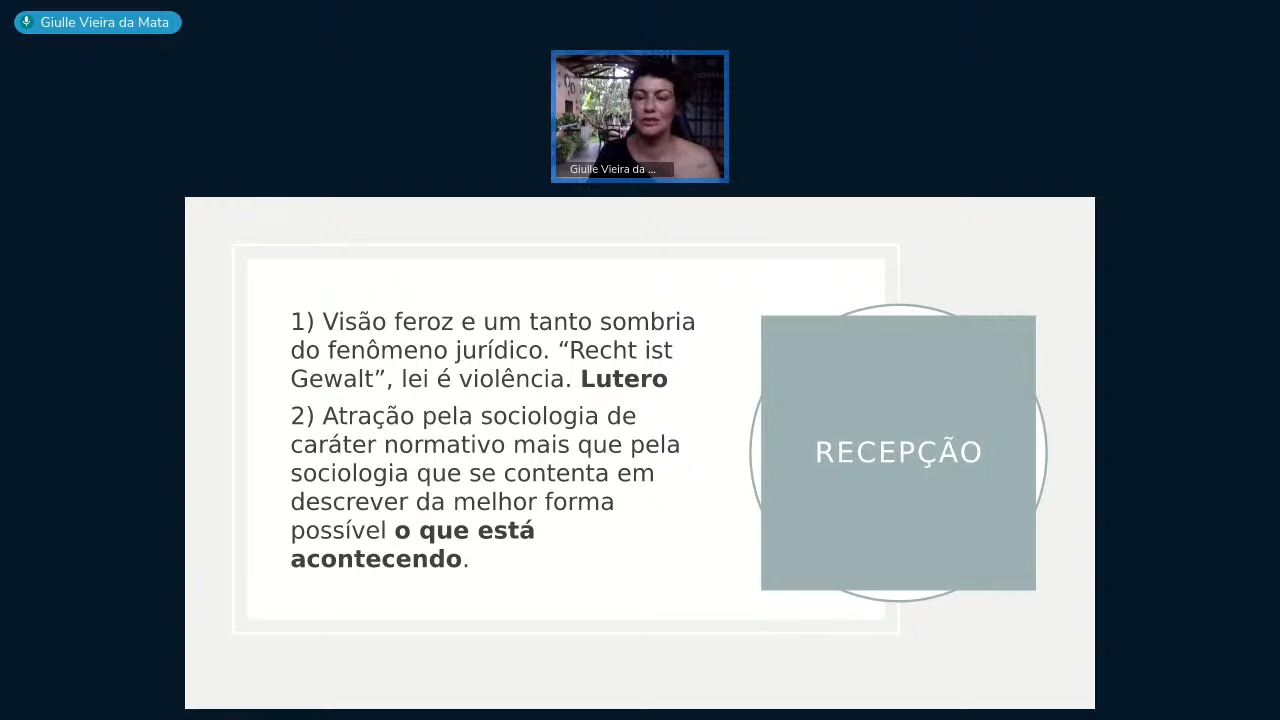 Giulle Vieira da Mata
Giulle Vieira da ...
1) Visão feroz e um tanto sombria
do fenômeno jurídico. “Recht ist
Gewalt”, lei é violência. Lutero
2) Atração pela sociologia de
caráter normativo mais que pela
sociologia que se contenta em
descrever da melhor forma
possível o que está
acontecendo.
RECEPÇÃO